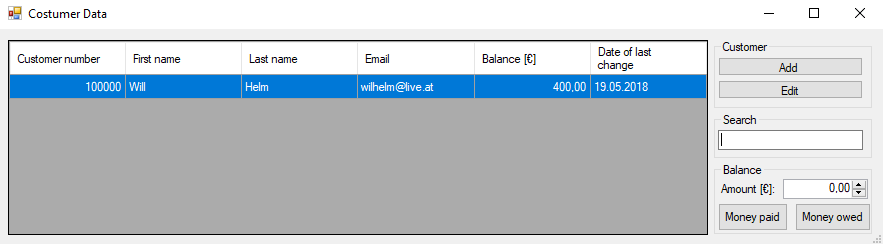 Costumer Data
Customer number First name Last name Email Balance [€] Date of last change
100000 Will Helm wilhelm@live.at 400,00 19.05.2018
Customer
Add
Edit
Search
Balance
Amount [€]: 0,00
Money paid Money owed